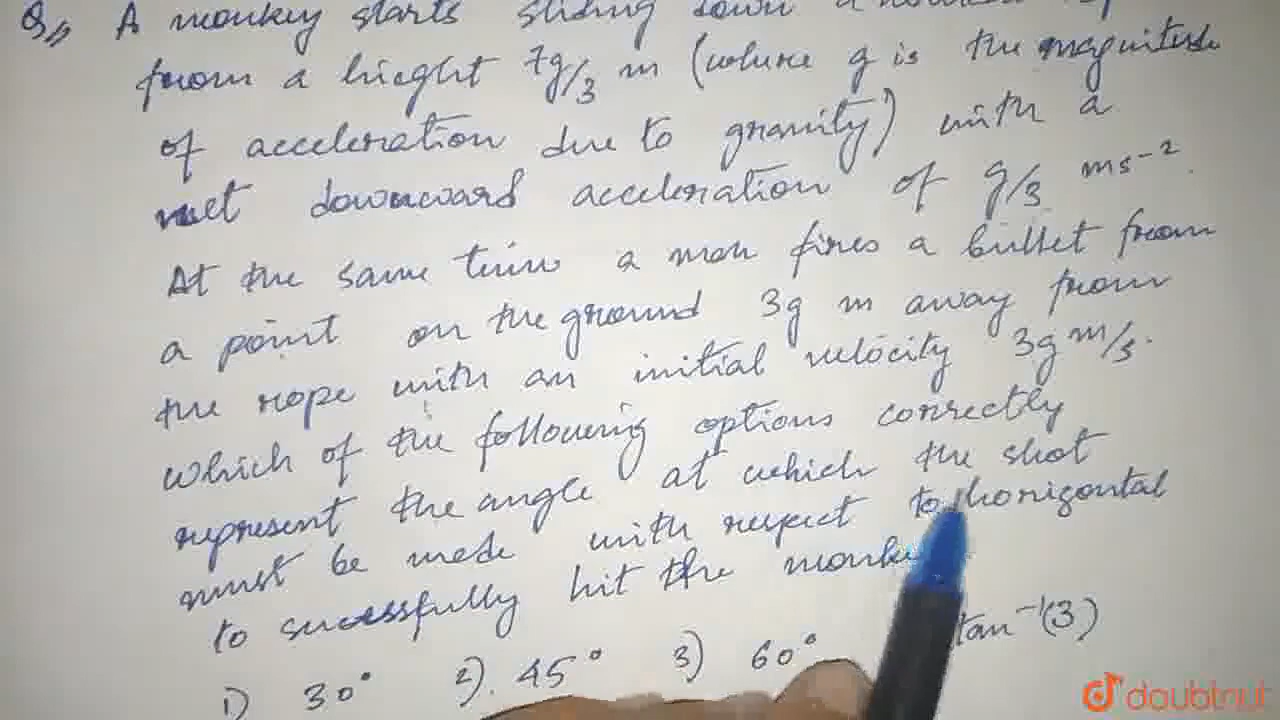 Q// A monkey starts sliding down a
from a hieght 7g/3 m (where g is the magnitude
of acceleration due to gravity) with a
net downward acceleration of g/3 ms⁻².
At the same time a man fires a bullet from
a point on the ground 3g m away from
the rope with an initial velocity 3g m/s.
which of the following options correctly
represent the angle at which the shot
must be made with respect to horizontal
to sucessfully hit the
1) 30° 2). 45° 3) 60° tan⁻¹(3)
doubtnut